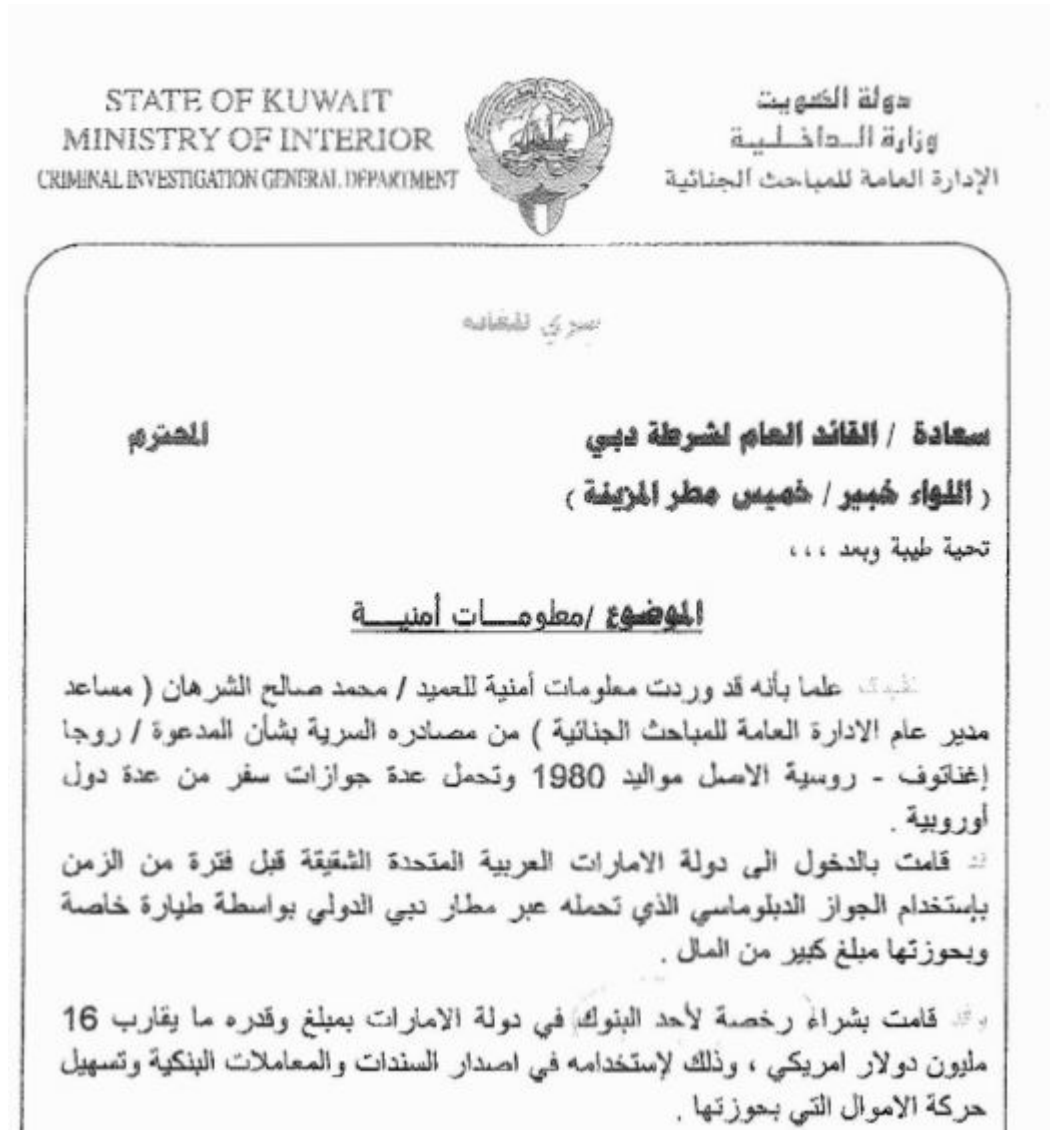 STATE OF KUWAIT
MINISTRY OF INTERIOR
CRIMINAL INVESTIGATION GENERAL DEPARTMENT
دولة الكويت
وزارة الداخلية
الإدارة العامة للمباحث الجنائية
سري للغاية
سعادة / القائد العام لشرطة دبي المحترم
( اللواء خبير / خميس مطر المزينة )
تحية طيبة وبعد ،،،
الموضوع /معلومات أمنية
علما بأنه قد وردت معلومات أمنية للعميد / محمد صالح الشرهان ( مساعد
مدير عام الادارة العامة للمباحث الجنائية ) من مصادره السرية بشأن المدعوة / روجا
إغناتوف - روسية الاصل مواليد 1980 وتحمل عدة جوازات سفر من عدة دول
أوروبية .
قامت بالدخول الى دولة الامارات العربية المتحدة الشقيقة قبل فترة من الزمن
بإستخدام الجواز الدبلوماسي الذي تحمله عبر مطار دبي الدولي بواسطة طيارة خاصة
وبحوزتها مبلغ كبير من المال .
قامت بشراء رخصة لأحد البنوك في دولة الامارات بمبلغ وقدره ما يقارب 16
مليون دولار امريكي ، وذلك لإستخدامه في اصدار السندات والمعاملات البنكية وتسهيل
حركة الاموال التي بحوزتها .